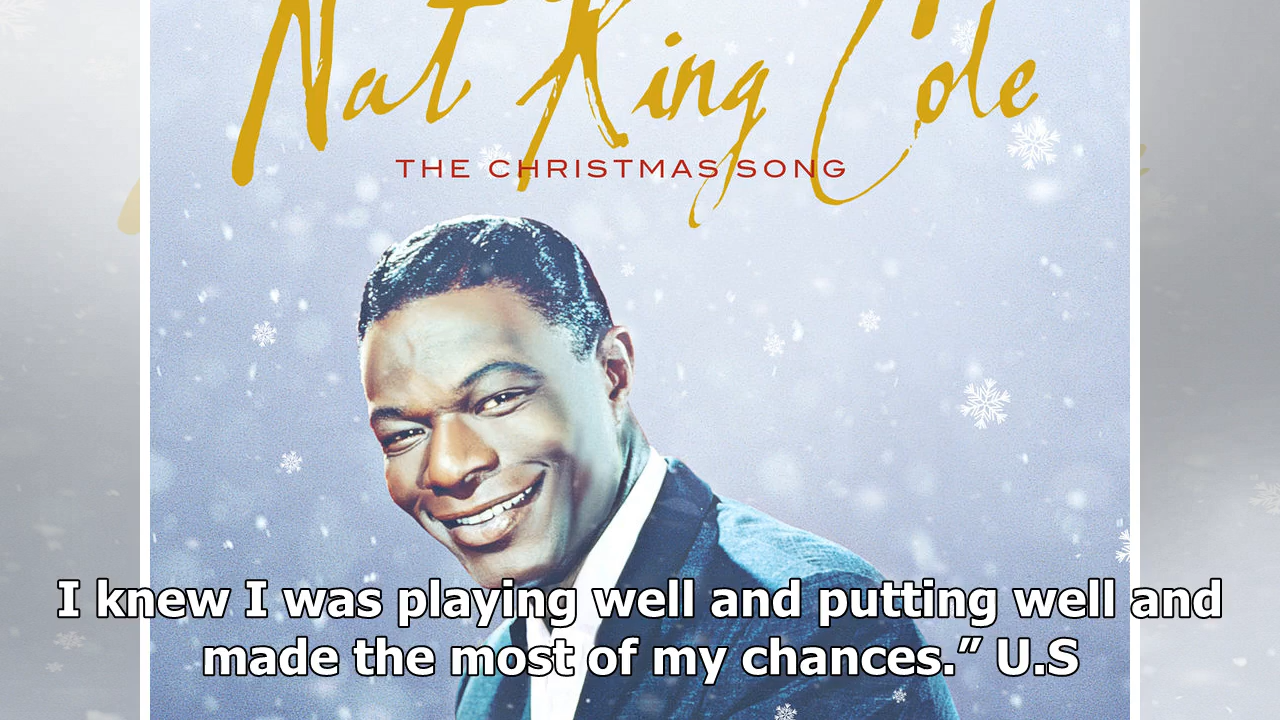 Nat King Cole
THE CHRISTMAS SONG
I knew I was playing well and putting well and
made the most of my chances.” U.S